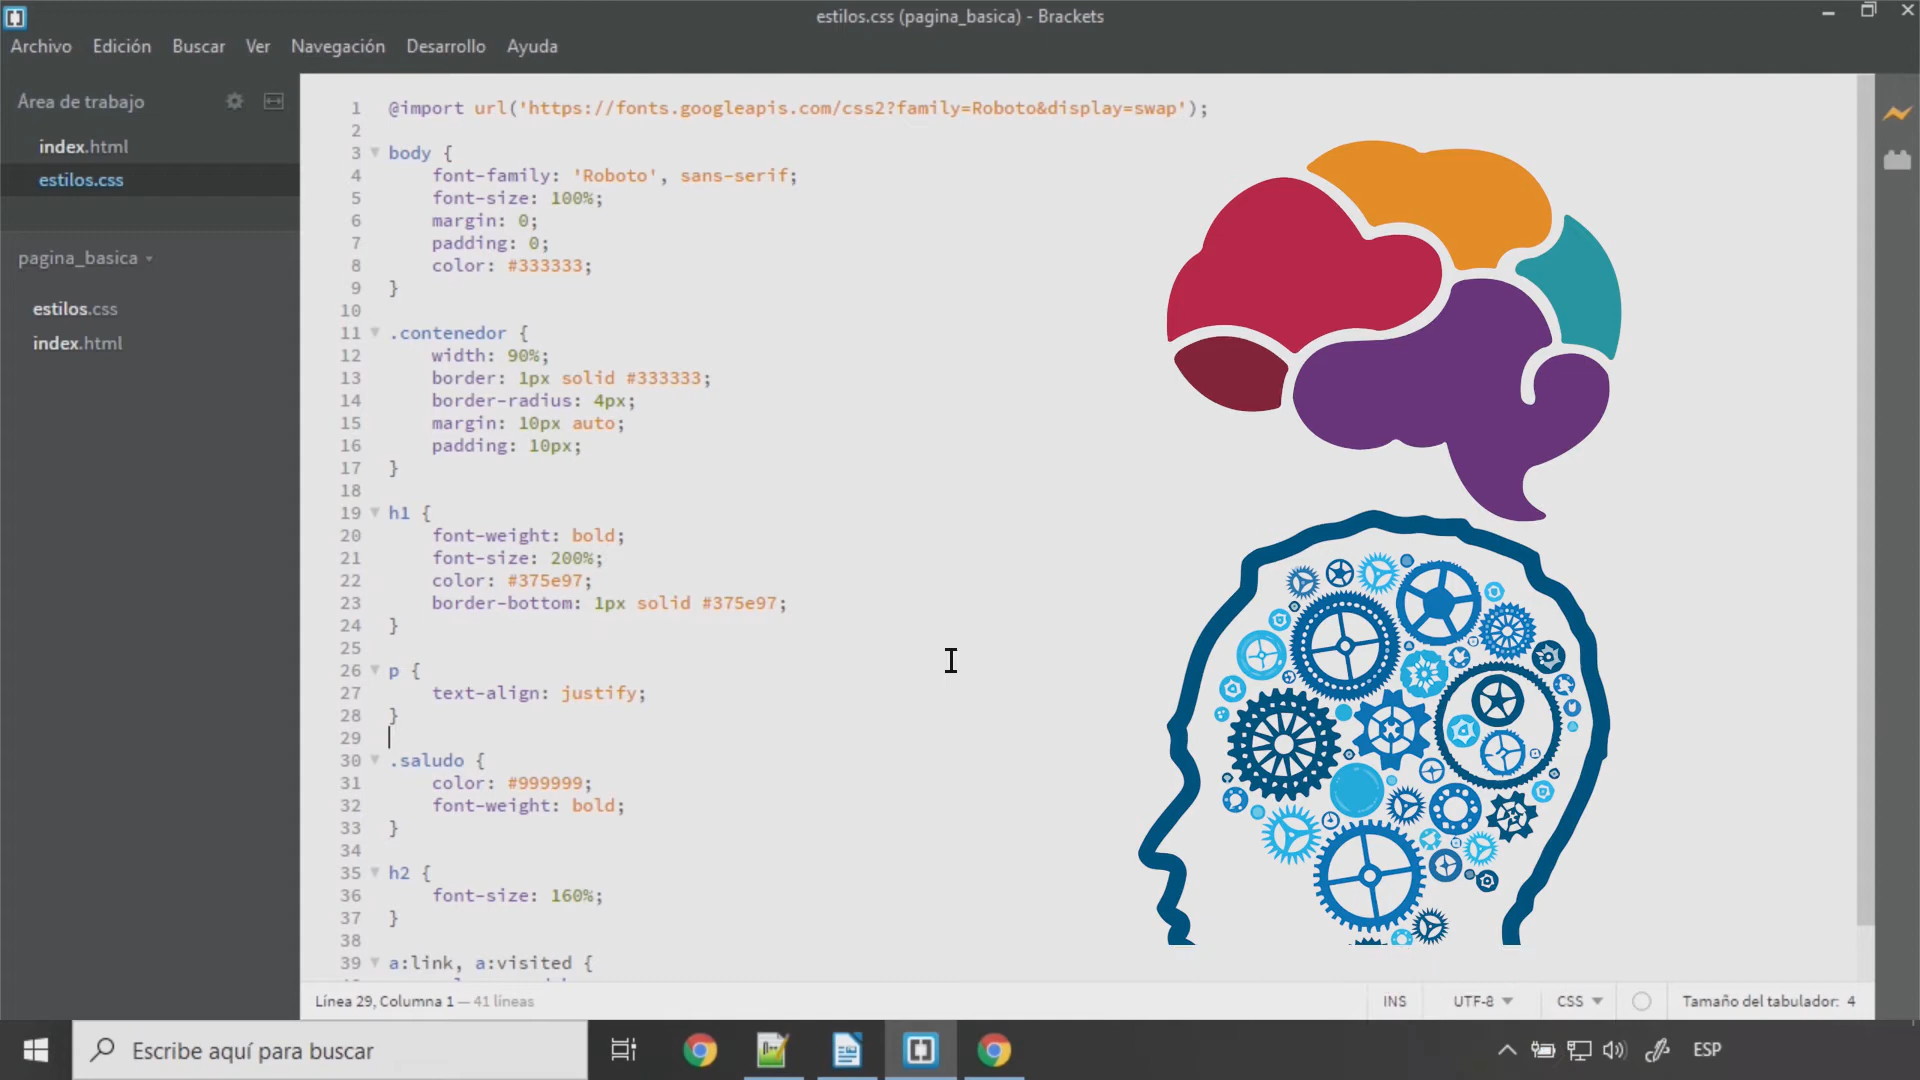 estilos.css (pagina_basica) - Brackets
Archivo Edición Buscar Ver Navegación Desarrollo Ayuda
Área de trabajo
index.html
estilos.css
pagina_basica
estilos.css
index.html
1 @import url('https://fonts.googleapis.com/css2?family=Roboto&display=swap');
2
3 body {
4 font-family: 'Roboto', sans-serif;
5 font-size: 100%;
6 margin: 0;
7 padding: 0;
8 color: #333333;
9 }
10
11 .contenedor {
12 width: 90%;
13 border: 1px solid #333333;
14 border-radius: 4px;
15 margin: 10px auto;
16 padding: 10px;
17 }
18
19 h1 {
20 font-weight: bold;
21 font-size: 200%;
22 color: #375e97;
23 border-bottom: 1px solid #375e97;
24 }
25
26 p {
27 text-align: justify;
28 }
29
30 .saludo {
31 color: #999999;
32 font-weight: bold;
33 }
34
35 h2 {
36 font-size: 160%;
37 }
38
39 a:link, a:visited {
Línea 29, Columna 1 — 41 líneas
INS UTF-8 CSS Tamaño del tabulador: 4
Escribe aquí para buscar
ESP